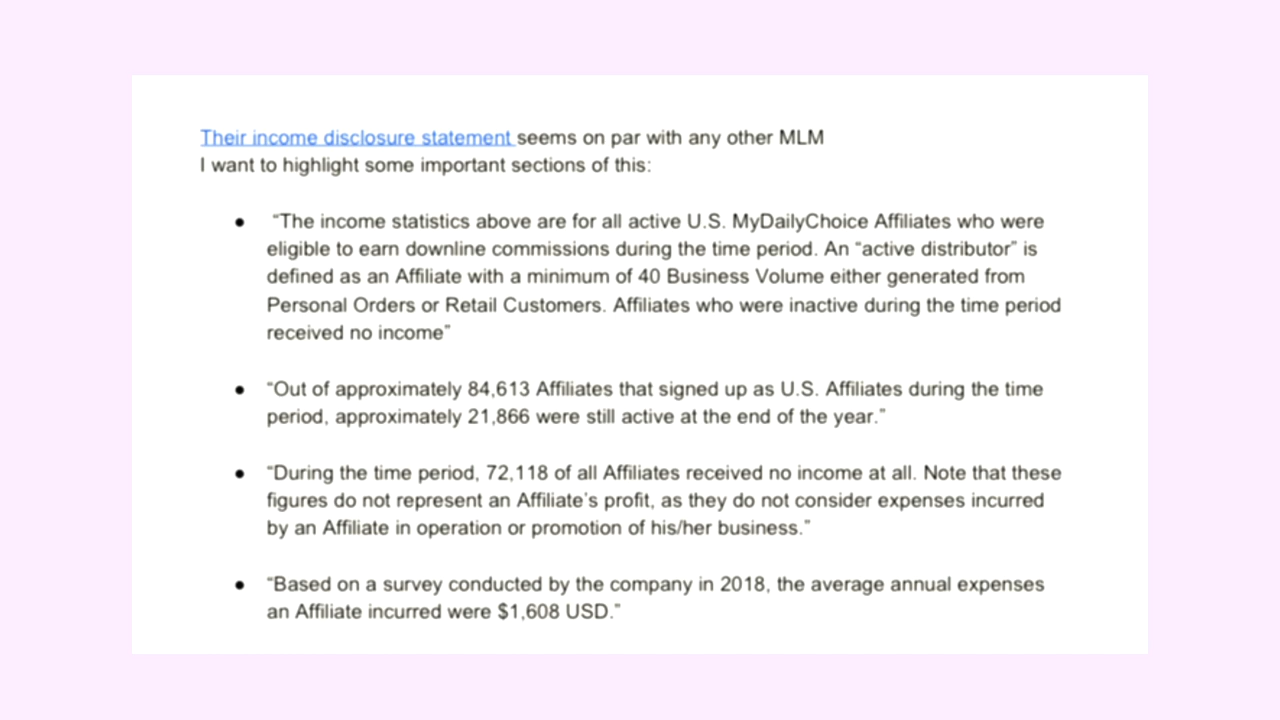 Their income disclosure statement seems on par with any other MLM
I want to highlight some important sections of this:
● “The income statistics above are for all active U.S. MyDailyChoice Affiliates who were
eligible to earn downline commissions during the time period. An “active distributor” is
defined as an Affiliate with a minimum of 40 Business Volume either generated from
Personal Orders or Retail Customers. Affiliates who were inactive during the time period
received no income”
● “Out of approximately 84,613 Affiliates that signed up as U.S. Affiliates during the time
period, approximately 21,866 were still active at the end of the year.”
● “During the time period, 72,118 of all Affiliates received no income at all. Note that these
figures do not represent an Affiliate’s profit, as they do not consider expenses incurred
by an Affiliate in operation or promotion of his/her business.”
● “Based on a survey conducted by the company in 2018, the average annual expenses
an Affiliate incurred were $1,608 USD.”